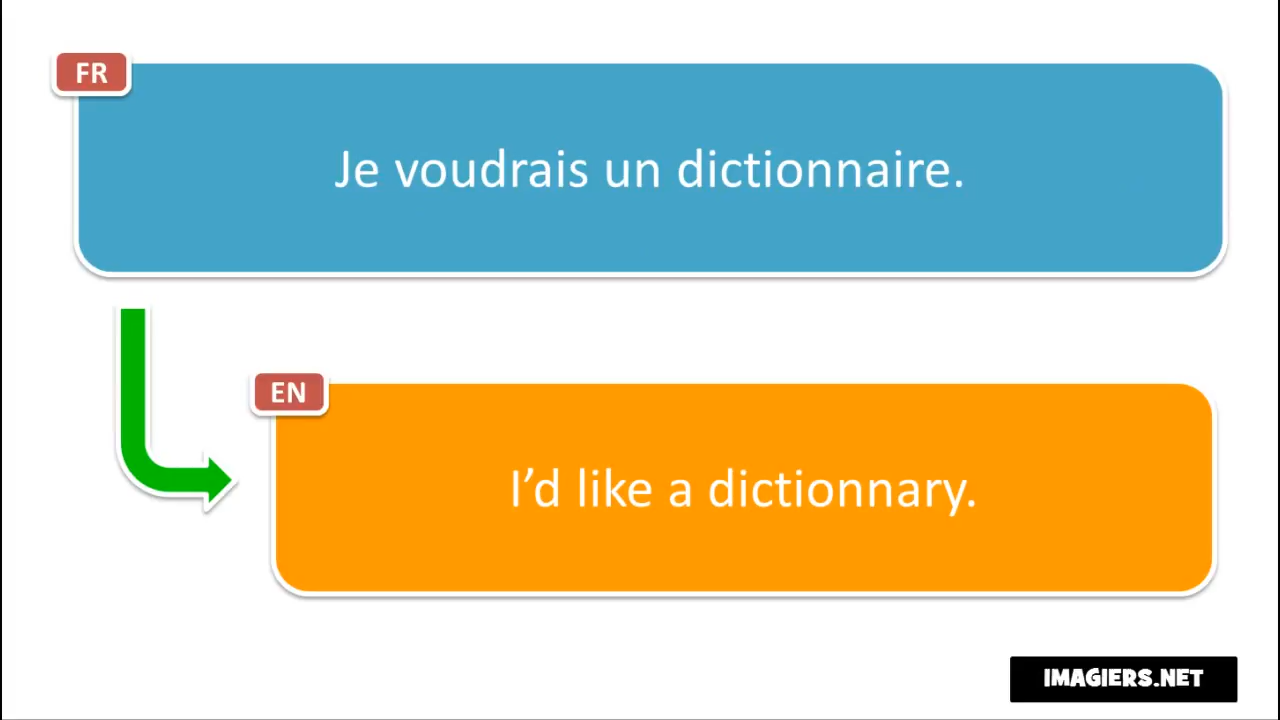 FR
Je voudrais un dictionnaire.
EN
I’d like a dictionnary.
IMAGIERS.NET